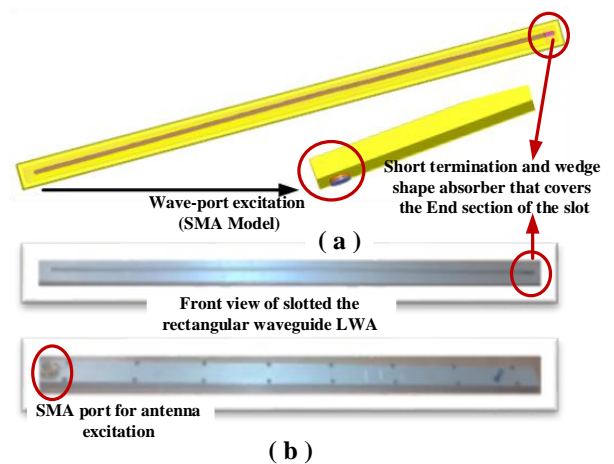 Short termination and wedge
shape absorber that covers
the End section of the slot
Wave-port excitation
(SMA Model)
( a )
Front view of slotted the
rectangular waveguide LWA
SMA port for antenna
excitation
( b )